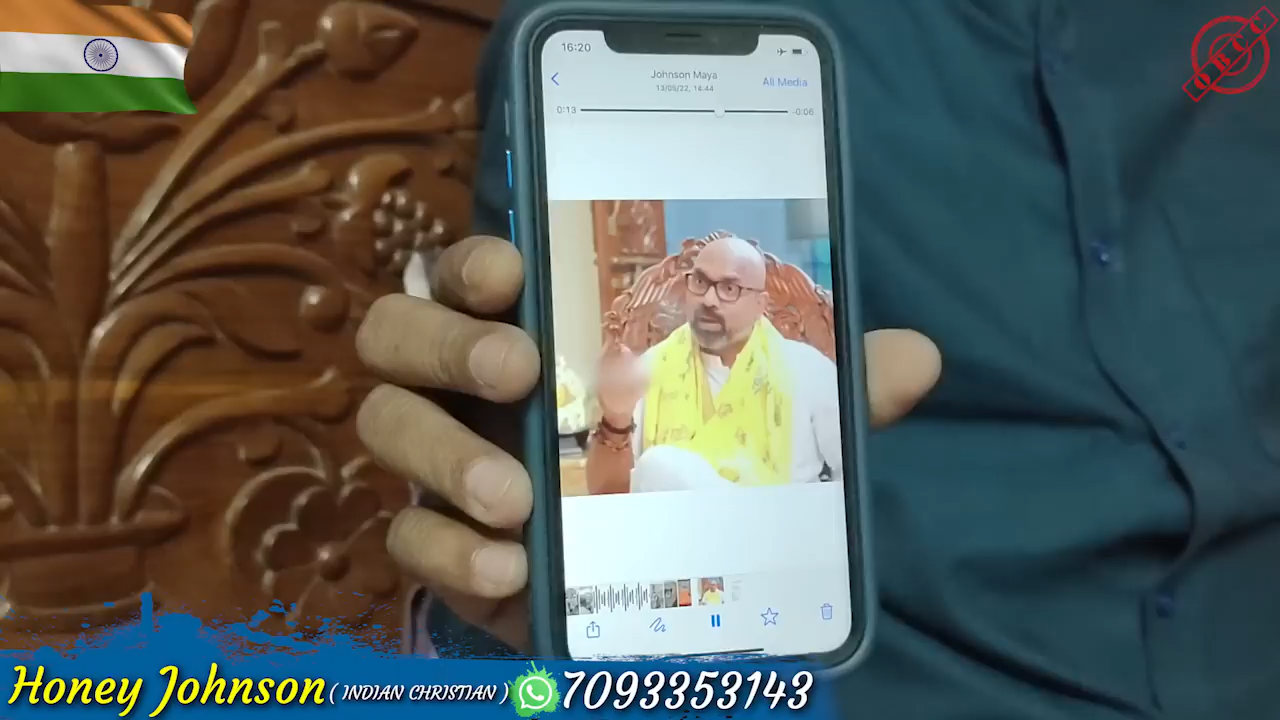 OBCC
16:20
Johnson Maya
13/05/22, 14:44
All Media
0:13
-0:06
Honey Johnson ( INDIAN CHRISTIAN ) 7093353143